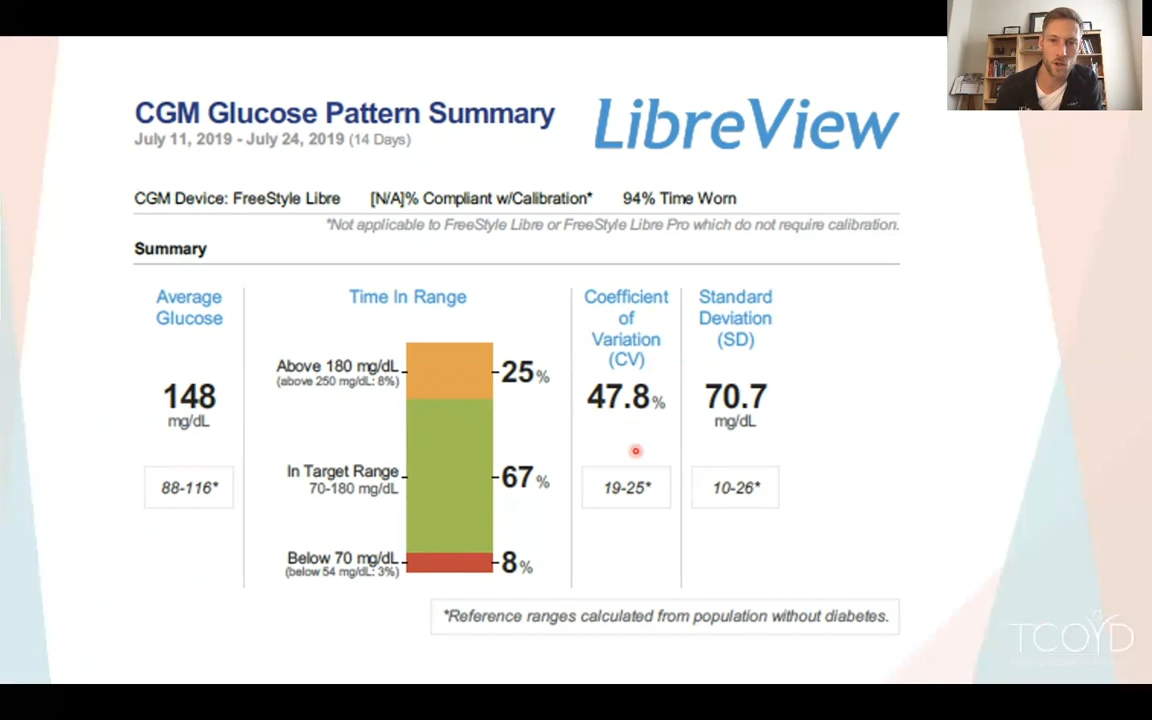 CGM Glucose Pattern Summary
LibreView
July 11, 2019 - July 24, 2019 (14 Days)
CGM Device: FreeStyle Libre [N/A]% Compliant w/Calibration* 94% Time Worn
*Not applicable to FreeStyle Libre or FreeStyle Libre Pro which do not require calibration.
Summary
Average
Glucose
148
mg/dL
88-116*
Time In Range
Above 180 mg/dL
(above 250 mg/dL: 8%)
25%
In Target Range
70-180 mg/dL
67%
Below 70 mg/dL
(below 54 mg/dL: 3%)
8%
Coefficient
of
Variation
(CV)
47.8%
19-25*
Standard
Deviation
(SD)
70.7
mg/dL
10-26*
*Reference ranges calculated from population without diabetes.
TCOYD